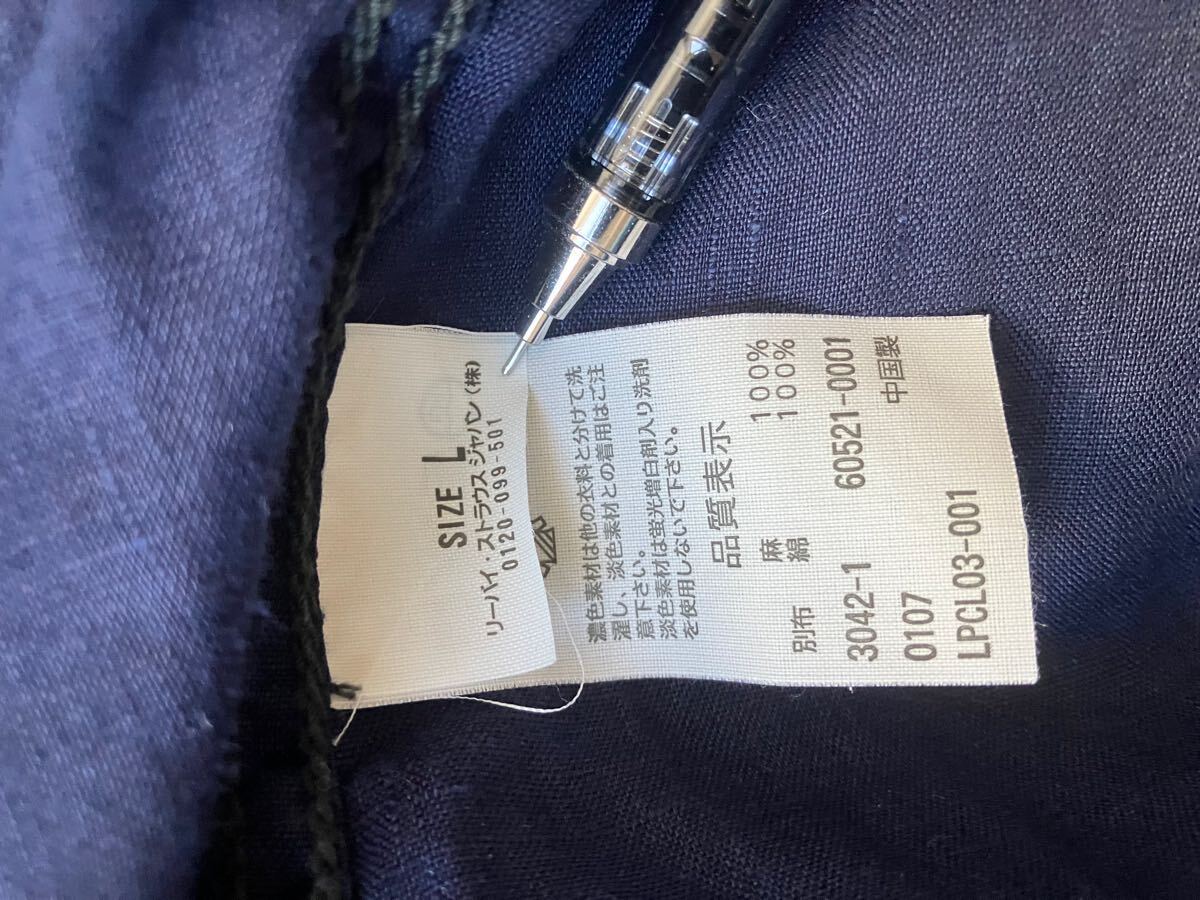 SIZE L
リーバイ・ストラウス ジャパン(株)
0120-099-501
濃色素材は他の衣料と分けて洗
濯し、淡色素材との着用はご注
意下さい。
淡色素材は蛍光増白剤入り洗剤
を使用しないで下さい。
品質表示
麻 100%
別布 綿 100%
3042-1 60521-0001
0107 中国製
LPCL03-001